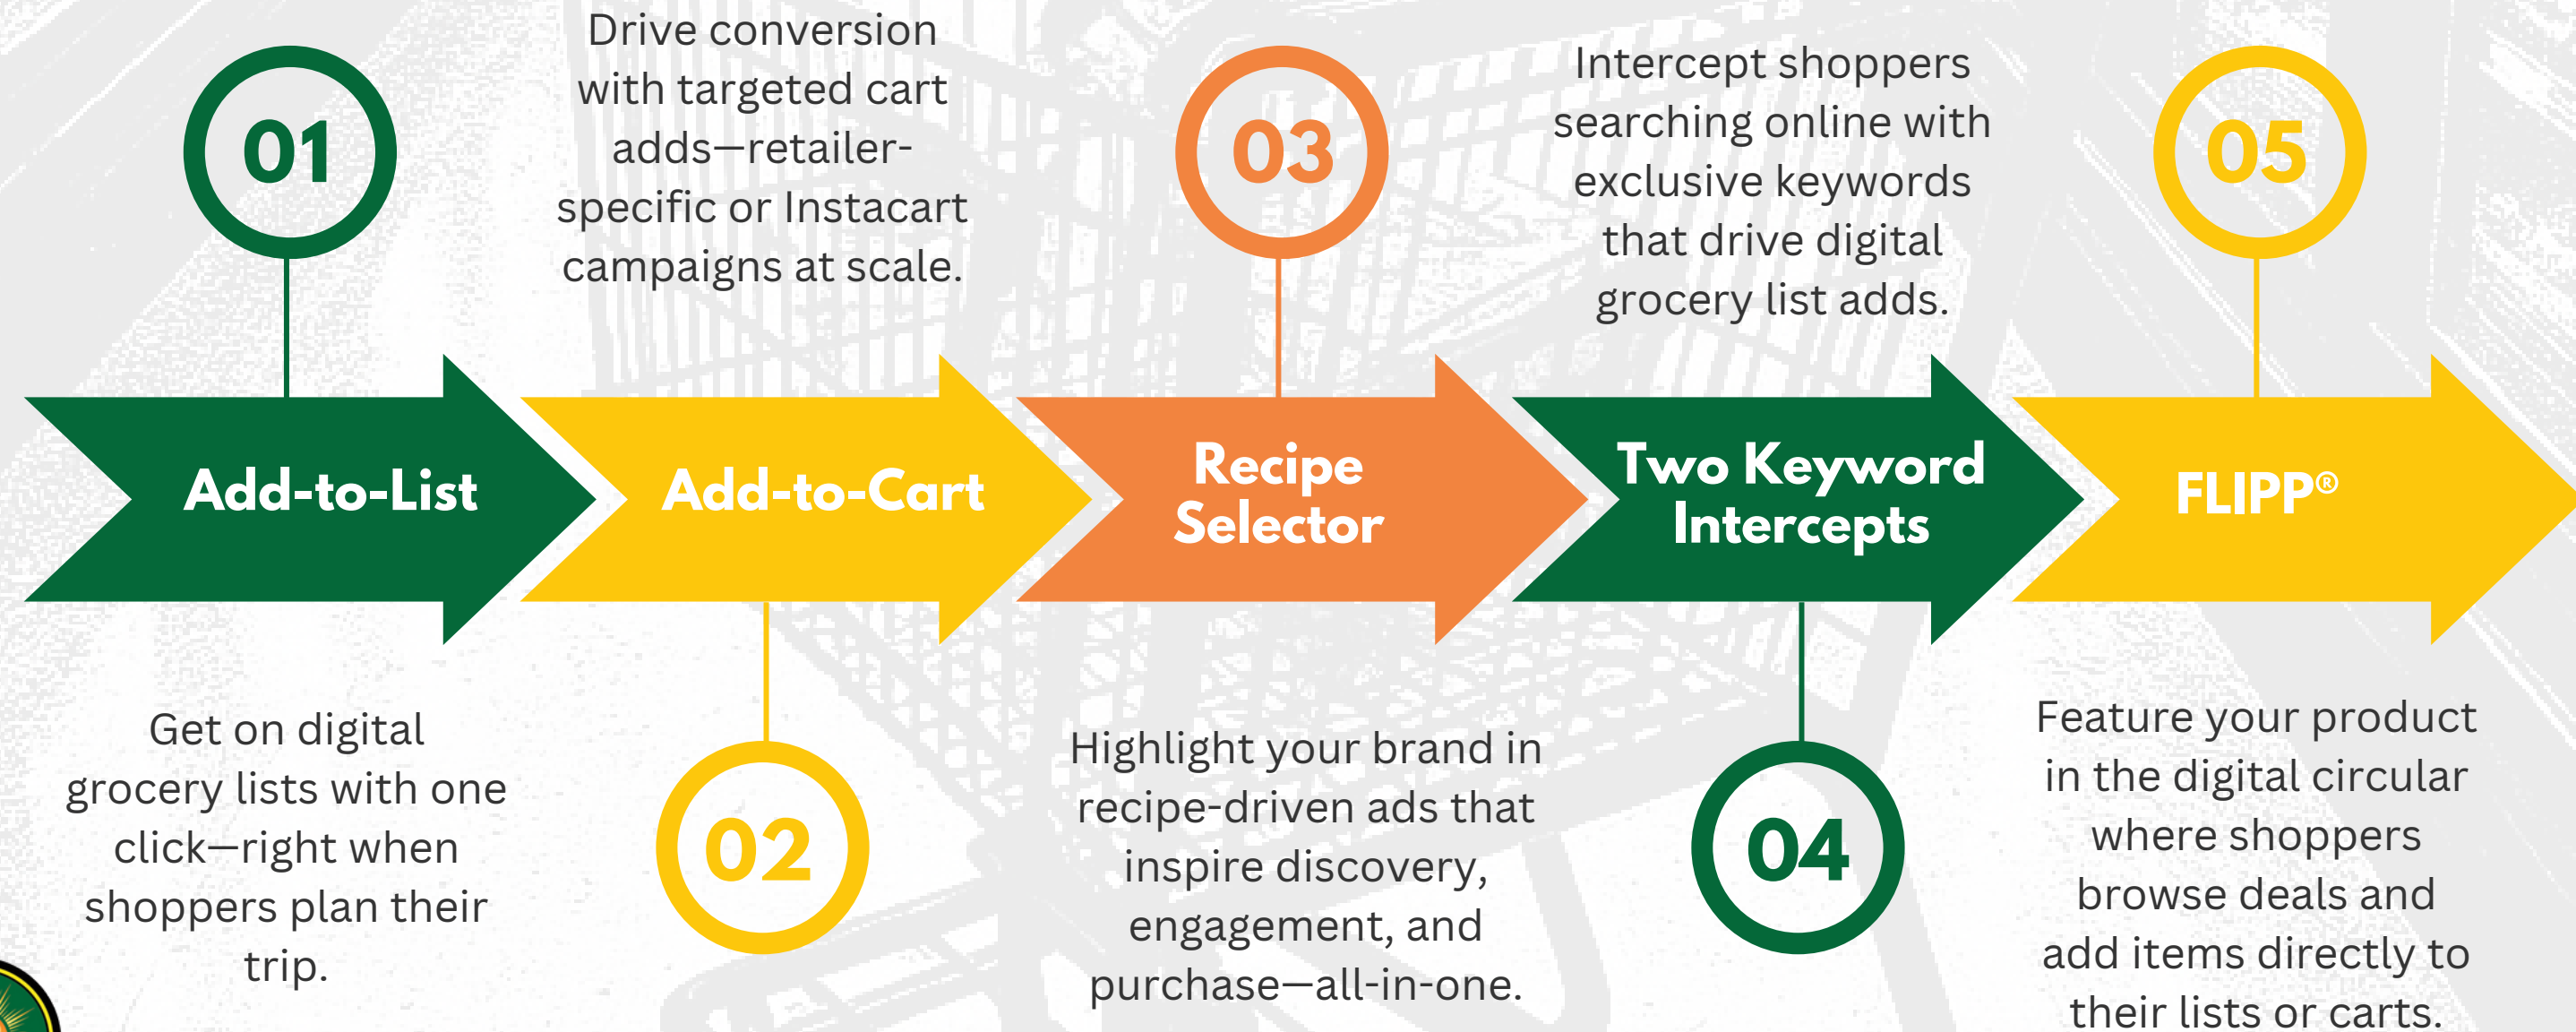 01
Add-to-List
Get on digital
grocery lists with one
click—right when
shoppers plan their
trip.
Drive conversion
with targeted cart
adds—retailer-
specific or Instacart
campaigns at scale.
Add-to-Cart
02
03
Recipe
Selector
Highlight your brand in
recipe-driven ads that
inspire discovery,
engagement, and
purchase—all-in-one.
Intercept shoppers
searching online with
exclusive keywords
that drive digital
grocery list adds.
Two Keyword
Intercepts
04
05
FLIPP®
Feature your product
in the digital circular
where shoppers
browse deals and
add items directly to
their lists or carts.